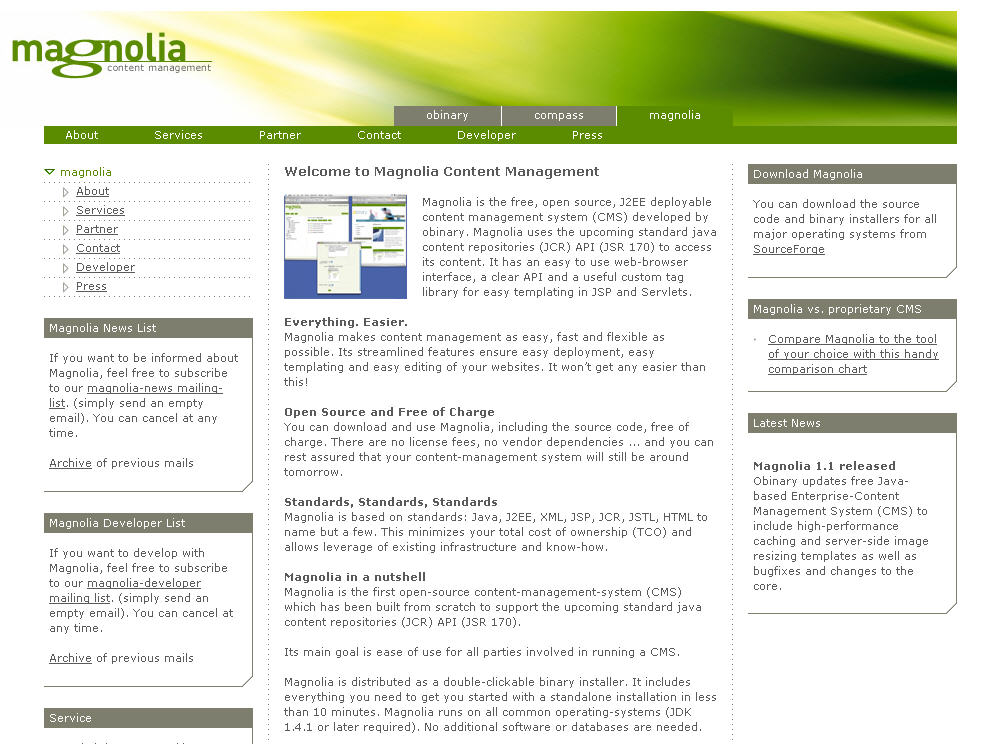 magnolia
content management
obinary compass magnolia
About Services Partner Contact Developer Press
magnolia
About
Services
Partner
Contact
Developer
Press
Magnolia News List
If you want to be informed about
Magnolia, feel free to subscribe
to our magnolia-news mailing-
list. (simply send an empty
email). You can cancel at any
time.
Archive of previous mails
Magnolia Developer List
If you want to develop with
Magnolia, feel free to subscribe
to our magnolia-developer
mailing list. (simply send an
empty email). You can cancel at
any time.
Archive of previous mails
Service
Welcome to Magnolia Content Management
Magnolia is the free, open source, J2EE deployable
content management system (CMS) developed by
obinary. Magnolia uses the upcoming standard java
content repositories (JCR) API (JSR 170) to access
its content. It has an easy to use web-browser
interface, a clear API and a useful custom tag
library for easy templating in JSP and Servlets.
Everything. Easier.
Magnolia makes content management as easy, fast and flexible as
possible. Its streamlined features ensure easy deployment, easy
templating and easy editing of your websites. It won't get any easier than
this!
Open Source and Free of Charge
You can download and use Magnolia, including the source code, free of
charge. There are no license fees, no vendor dependencies ... and you can
rest assured that your content-management system will still be around
tomorrow.
Standards, Standards, Standards
Magnolia is based on standards: Java, J2EE, XML, JSP, JCR, JSTL, HTML to
name but a few. This minimizes your total cost of ownership (TCO) and
allows leverage of existing infrastructure and know-how.
Magnolia in a nutshell
Magnolia is the first open-source content-management-system (CMS)
which has been built from scratch to support the upcoming standard java
content repositories (JCR) API (JSR 170).
Its main goal is ease of use for all parties involved in running a CMS.
Magnolia is distributed as a double-clickable binary installer. It includes
everything you need to get you started with a standalone installation in less
than 10 minutes. Magnolia runs on all common operating-systems (JDK
1.4.1 or later required). No additional software or databases are needed.
Download Magnolia
You can download the source
code and binary installers for all
major operating systems from
SourceForge
Magnolia vs. proprietary CMS
Compare Magnolia to the tool
of your choice with this handy
comparison chart
Latest News
Magnolia 1.1 released
Obinary updates free Java-
based Enterprise-Content
Management System (CMS) to
include high-performance
caching and server-side image
resizing templates as well as
bugfixes and changes to the
core.